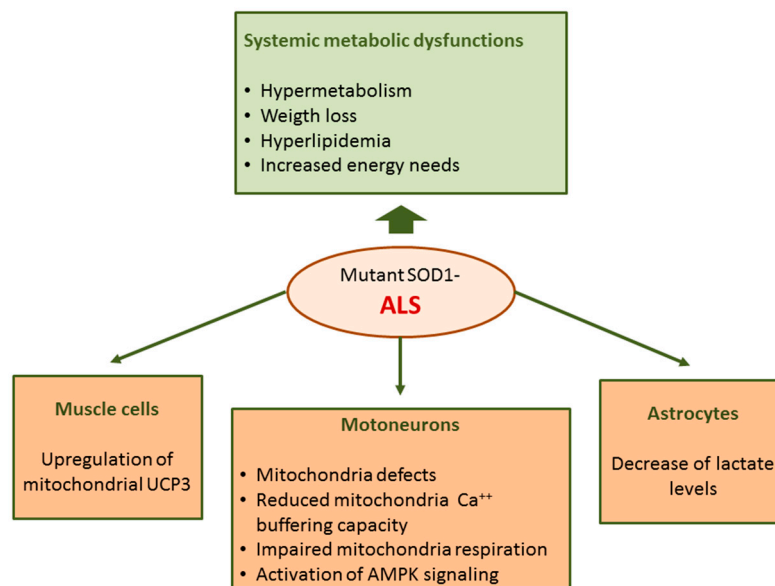 Systemic metabolic dysfunctions
• Hypermetabolism
• Weigth loss
• Hyperlipidemia
• Increased energy needs
Mutant SOD1-
ALS
Muscle cells
Upregulation of
mitochondrial UCP3
Motoneurons
• Mitochondria defects
• Reduced mitochondria Ca⁺⁺
buffering capacity
• Impaired mitochondria respiration
• Activation of AMPK signaling
Astrocytes
Decrease of lactate
levels